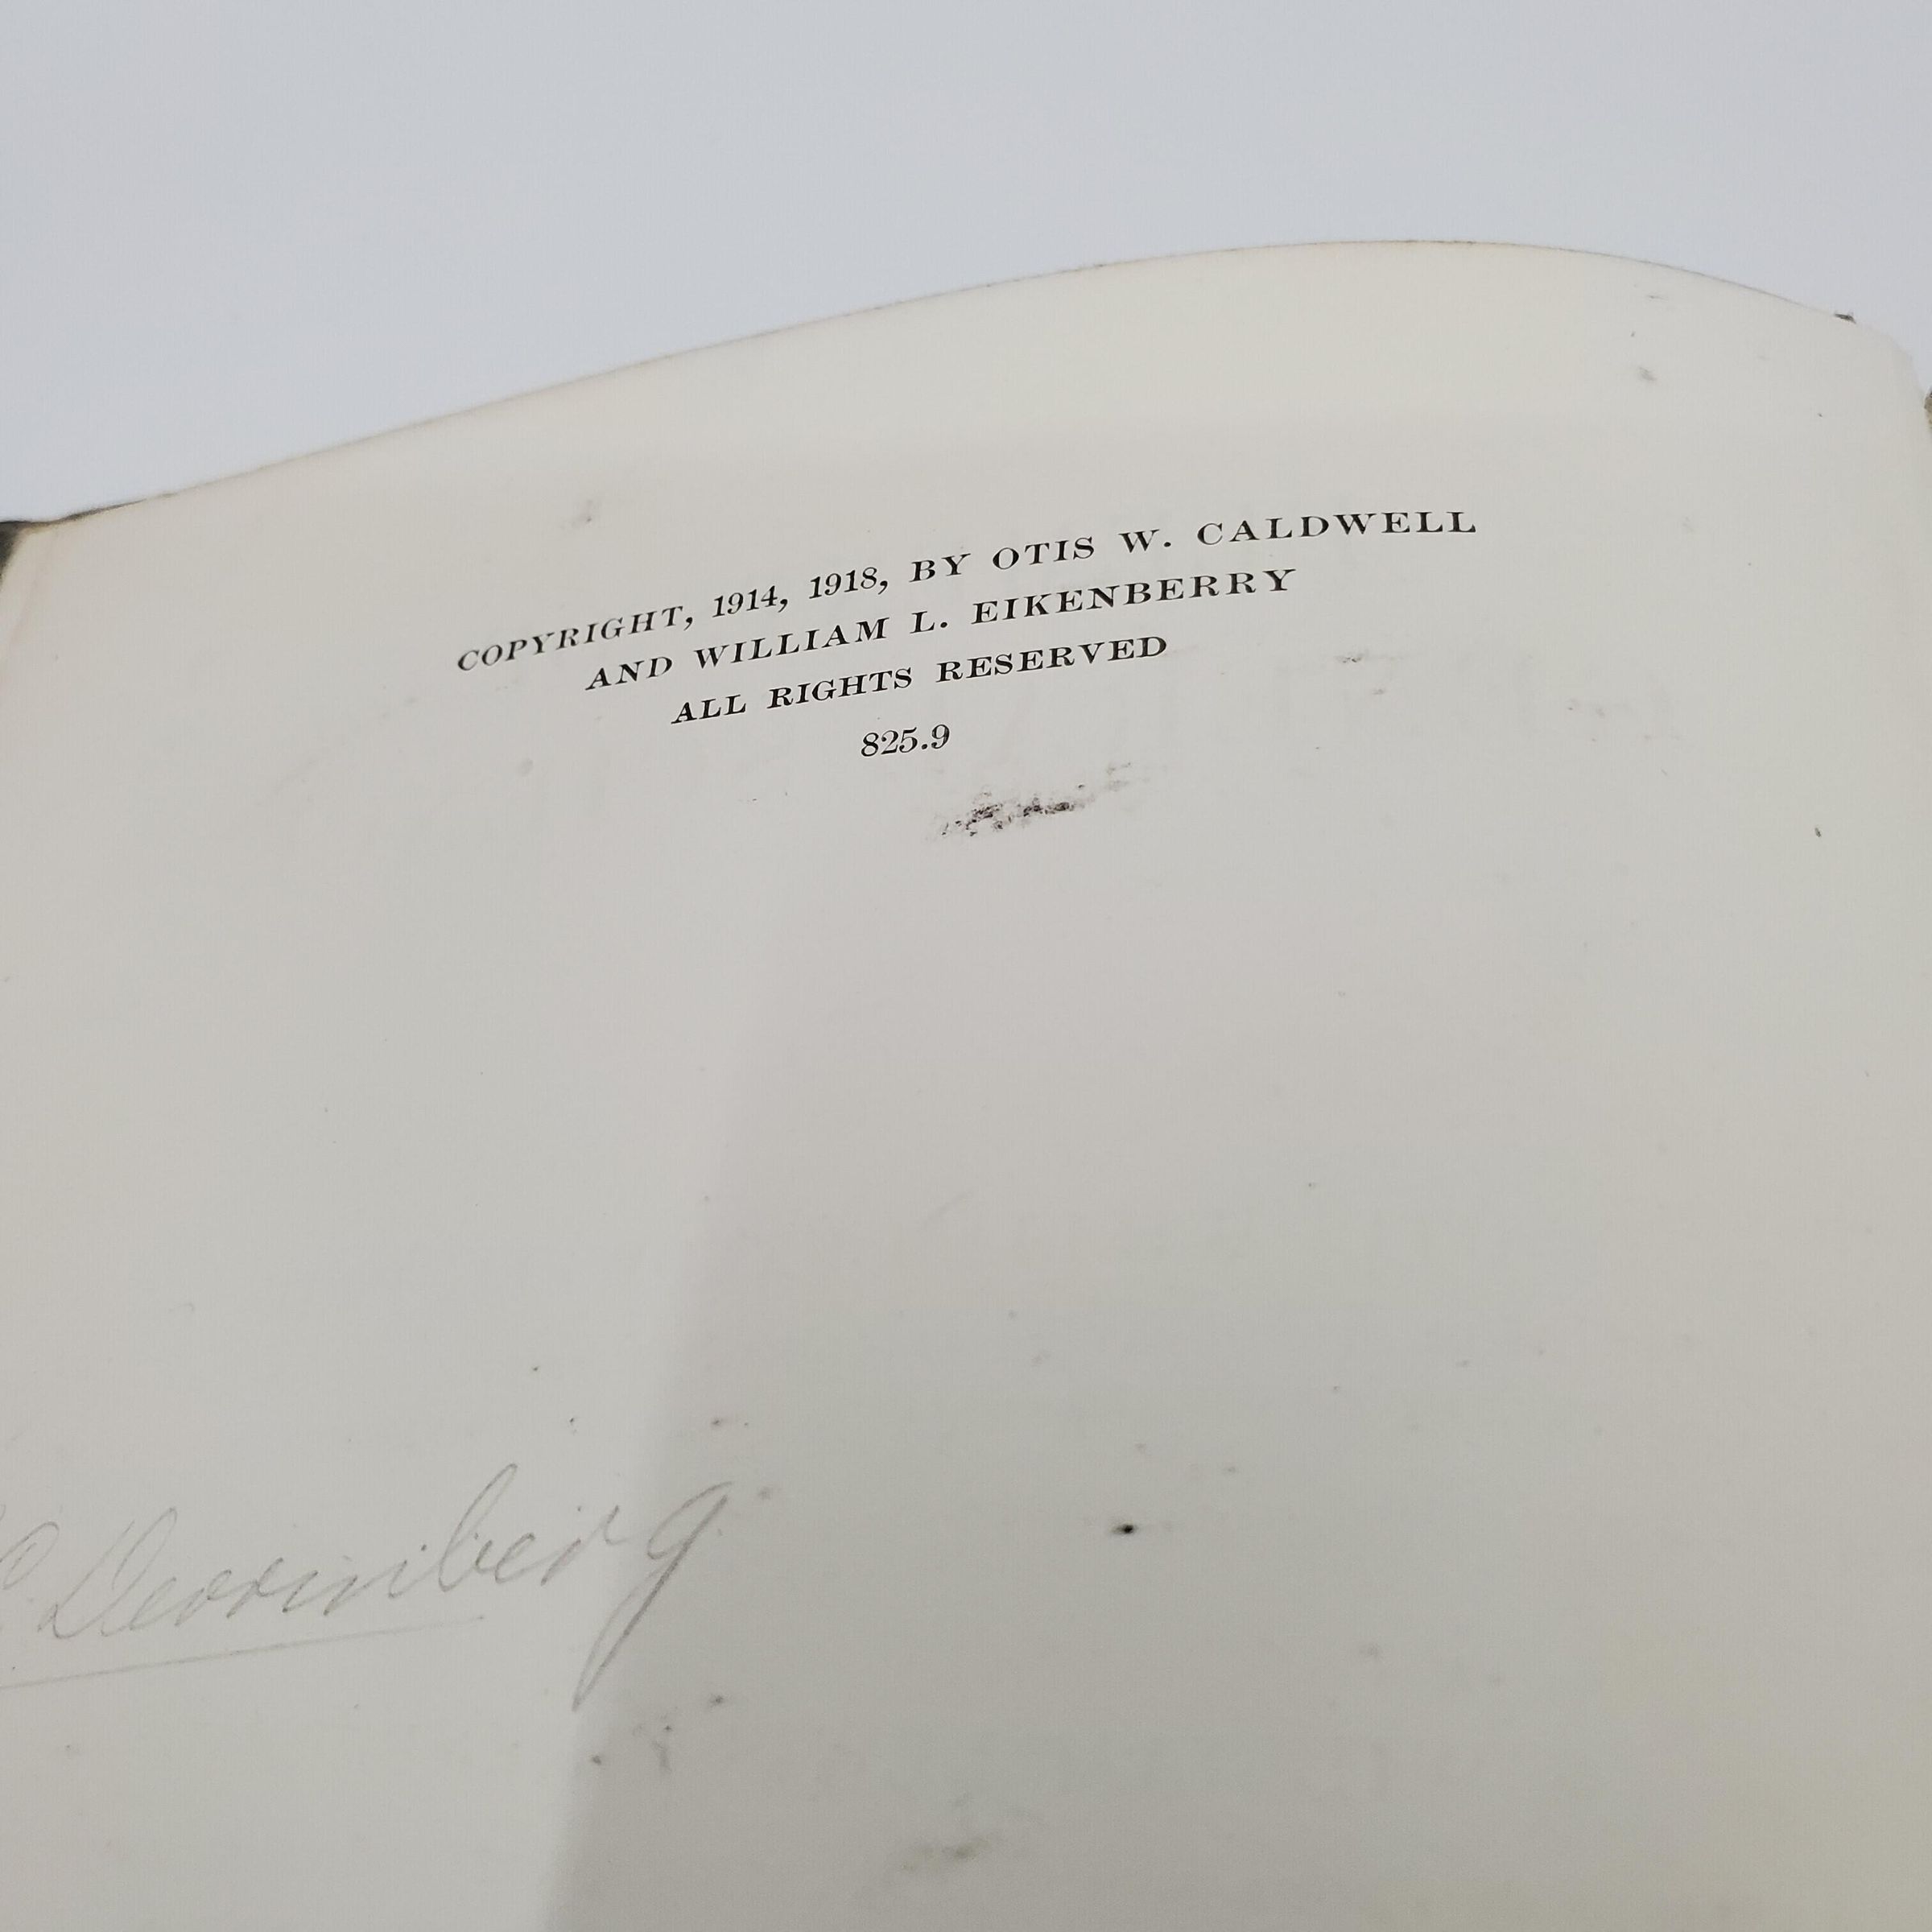 COPYRIGHT, 1914, 1918, BY OTIS W. CALDWELL
AND WILLIAM L. EIKENBERRY
ALL RIGHTS RESERVED
825.9